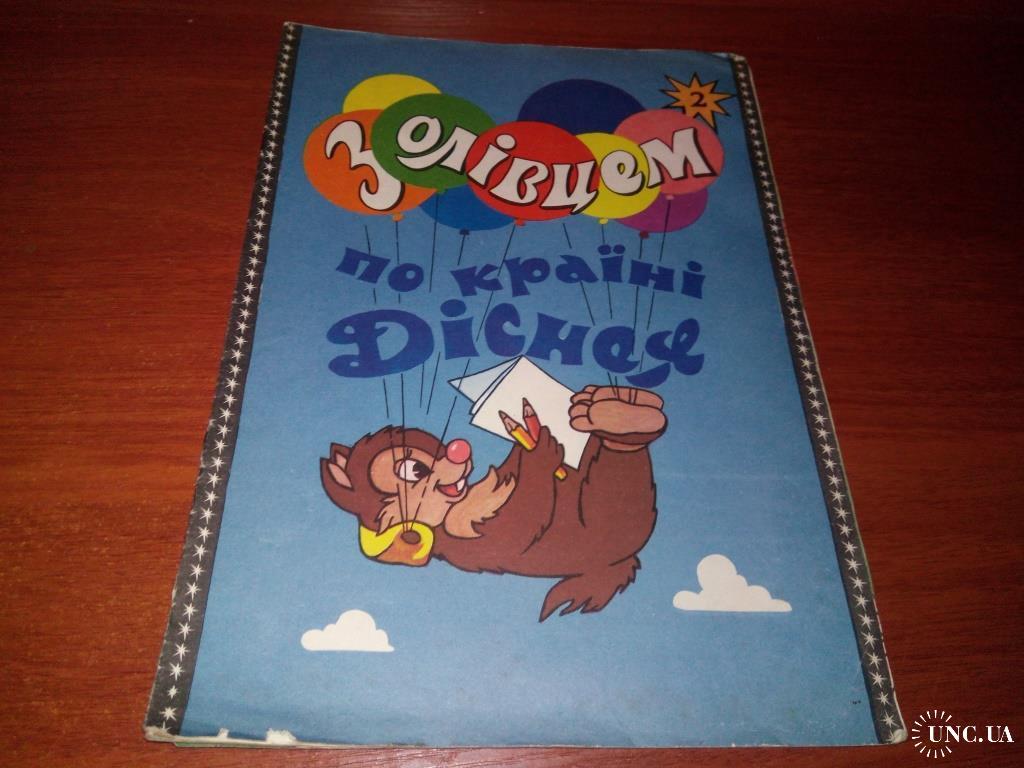 2
З олівцем
по країні
Діснея
UNC.UA